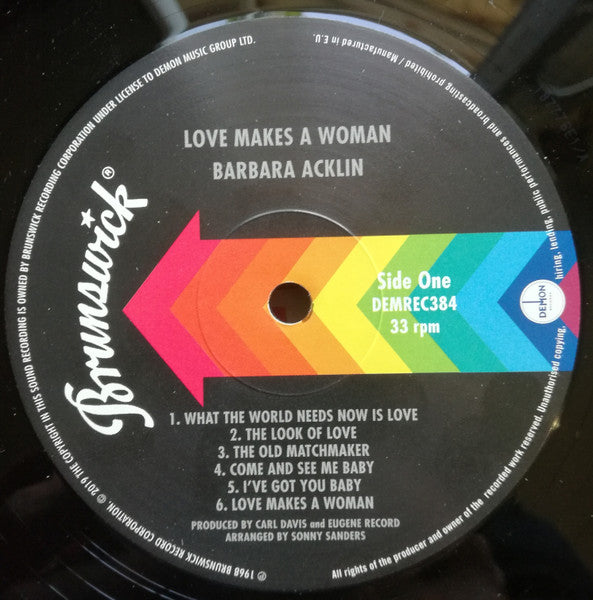 LOVE MAKES A WOMAN
BARBARA ACKLIN
Brunswick®
Side One
DEMREC384
33 rpm
DEMON
1. WHAT THE WORLD NEEDS NOW IS LOVE
2. THE LOOK OF LOVE
3. THE OLD MATCHMAKER
4. COME AND SEE ME BABY
5. I'VE GOT YOU BABY
6. LOVE MAKES A WOMAN
PRODUCED BY CARL DAVIS and EUGENE RECORD
ARRANGED BY SONNY SANDERS
℗ 1968 BRUNSWICK RECORD CORPORATION, © 2019 THE COPYRIGHT IN THIS SOUND RECORDING IS OWNED BY BRUNSWICK RECORDING CORPORATION UNDER LICENSE TO DEMON MUSIC GROUP LTD.
All rights of the producer and owner of the recorded work reserved. Unauthorised copying, hiring, lending, public performances and broadcasting prohibited / Manufactured in E.U.